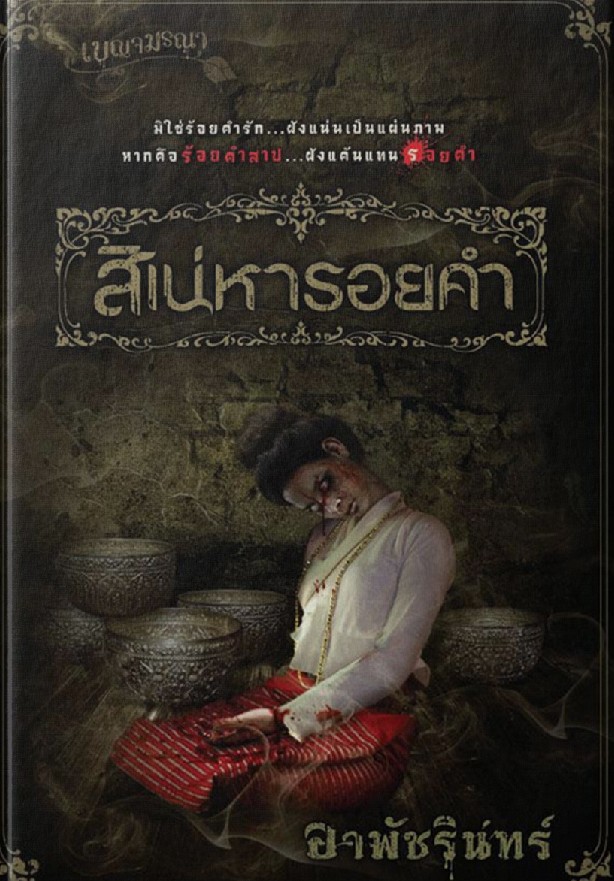 เบญจมรณา
มิใช่ร้อยคำรัก...ฝังแน่นเป็นแผ่นภาพ
หากคือร้อยคำสาป...ฝังแค้นแทนรอยคำ
สิเน่หารอยคำ
อาพัชรินทร์